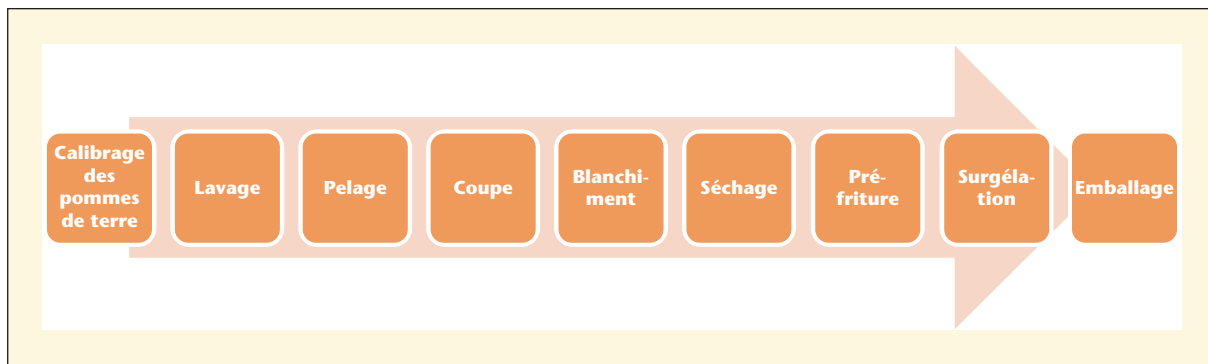 Calibrage
des
pommes
de terre
Lavage
Pelage
Coupe
Blanchi-
ment
Séchage
Pré-
friture
Surgéla-
tion
Emballage